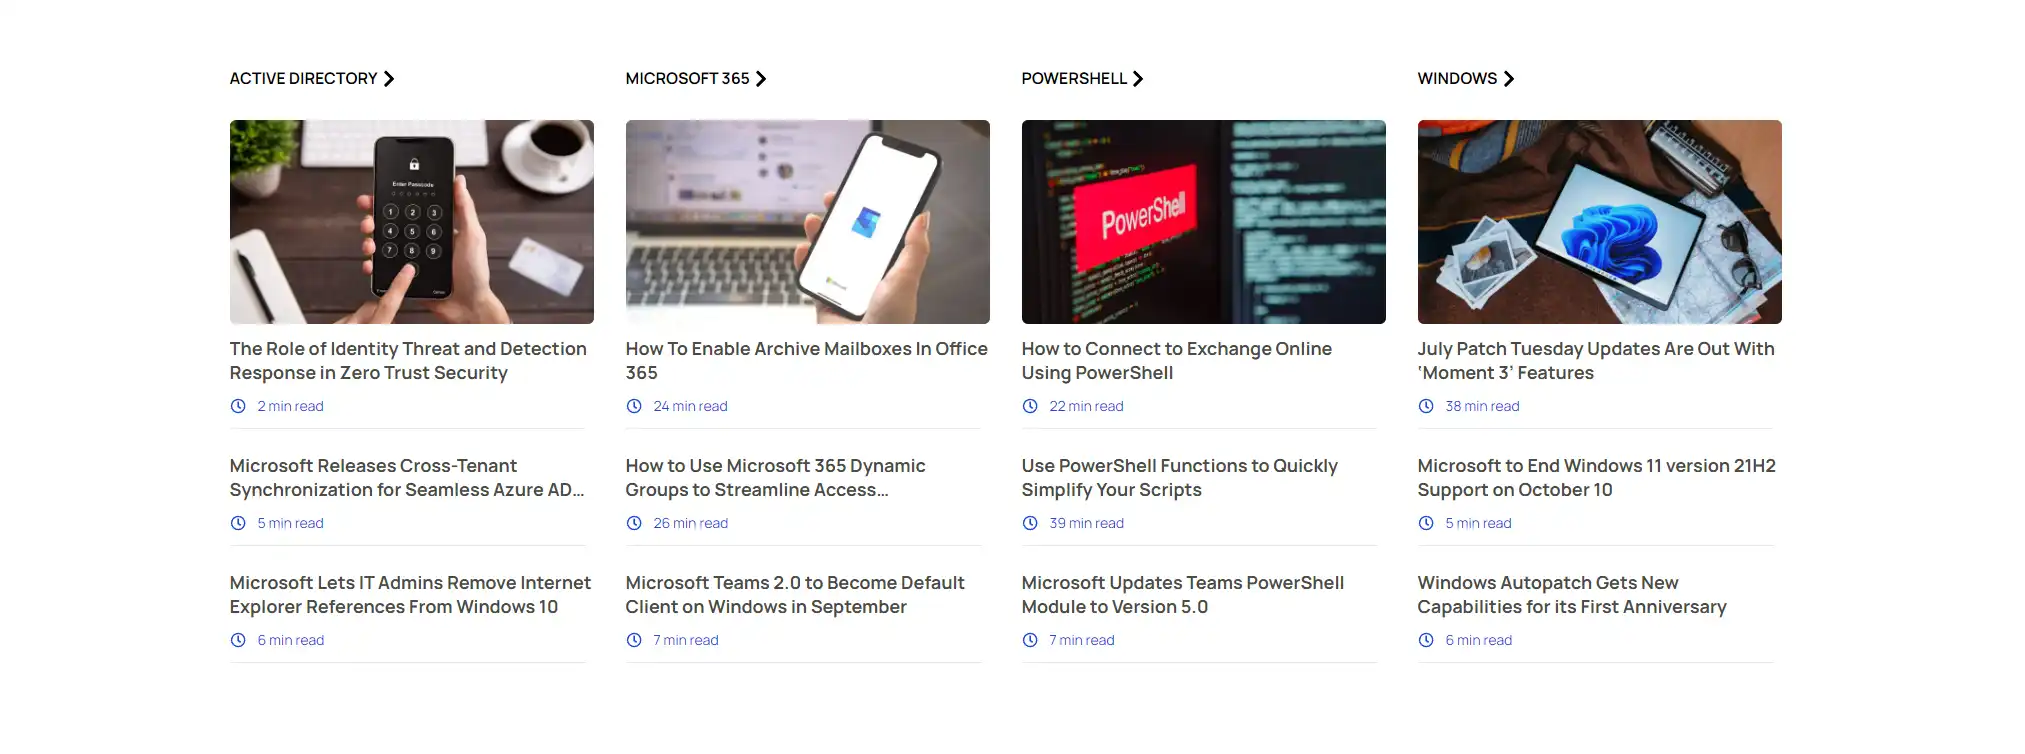 ACTIVE DIRECTORY
Enter Passcode
1 2 3
4 5 6
7 8 9
The Role of Identity Threat and Detection
Response in Zero Trust Security
2 min read
Microsoft Releases Cross-Tenant
Synchronization for Seamless Azure AD...
5 min read
Microsoft Lets IT Admins Remove Internet
Explorer References From Windows 10
6 min read
MICROSOFT 365
How To Enable Archive Mailboxes In Office
365
24 min read
How to Use Microsoft 365 Dynamic
Groups to Streamline Access...
26 min read
Microsoft Teams 2.0 to Become Default
Client on Windows in September
7 min read
POWERSHELL
PowerShell
How to Connect to Exchange Online
Using PowerShell
22 min read
Use PowerShell Functions to Quickly
Simplify Your Scripts
39 min read
Microsoft Updates Teams PowerShell
Module to Version 5.0
7 min read
WINDOWS
July Patch Tuesday Updates Are Out With
‘Moment 3’ Features
38 min read
Microsoft to End Windows 11 version 21H2
Support on October 10
5 min read
Windows Autopatch Gets New
Capabilities for its First Anniversary
6 min read